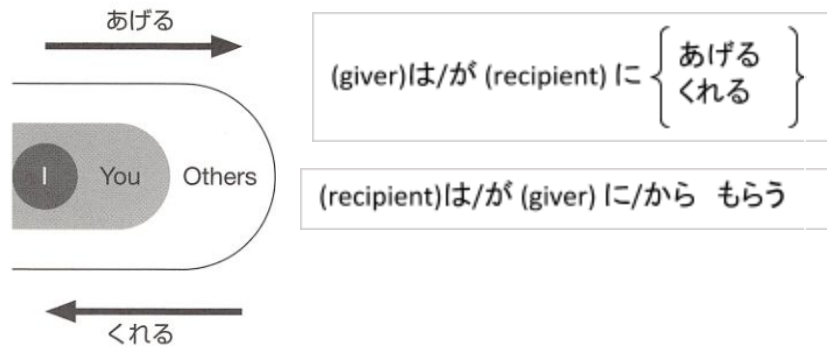 あげる
I You Others
くれる
(giver)は/が (recipient) に { あげる
くれる }
(recipient)は/が (giver) に/から もらう